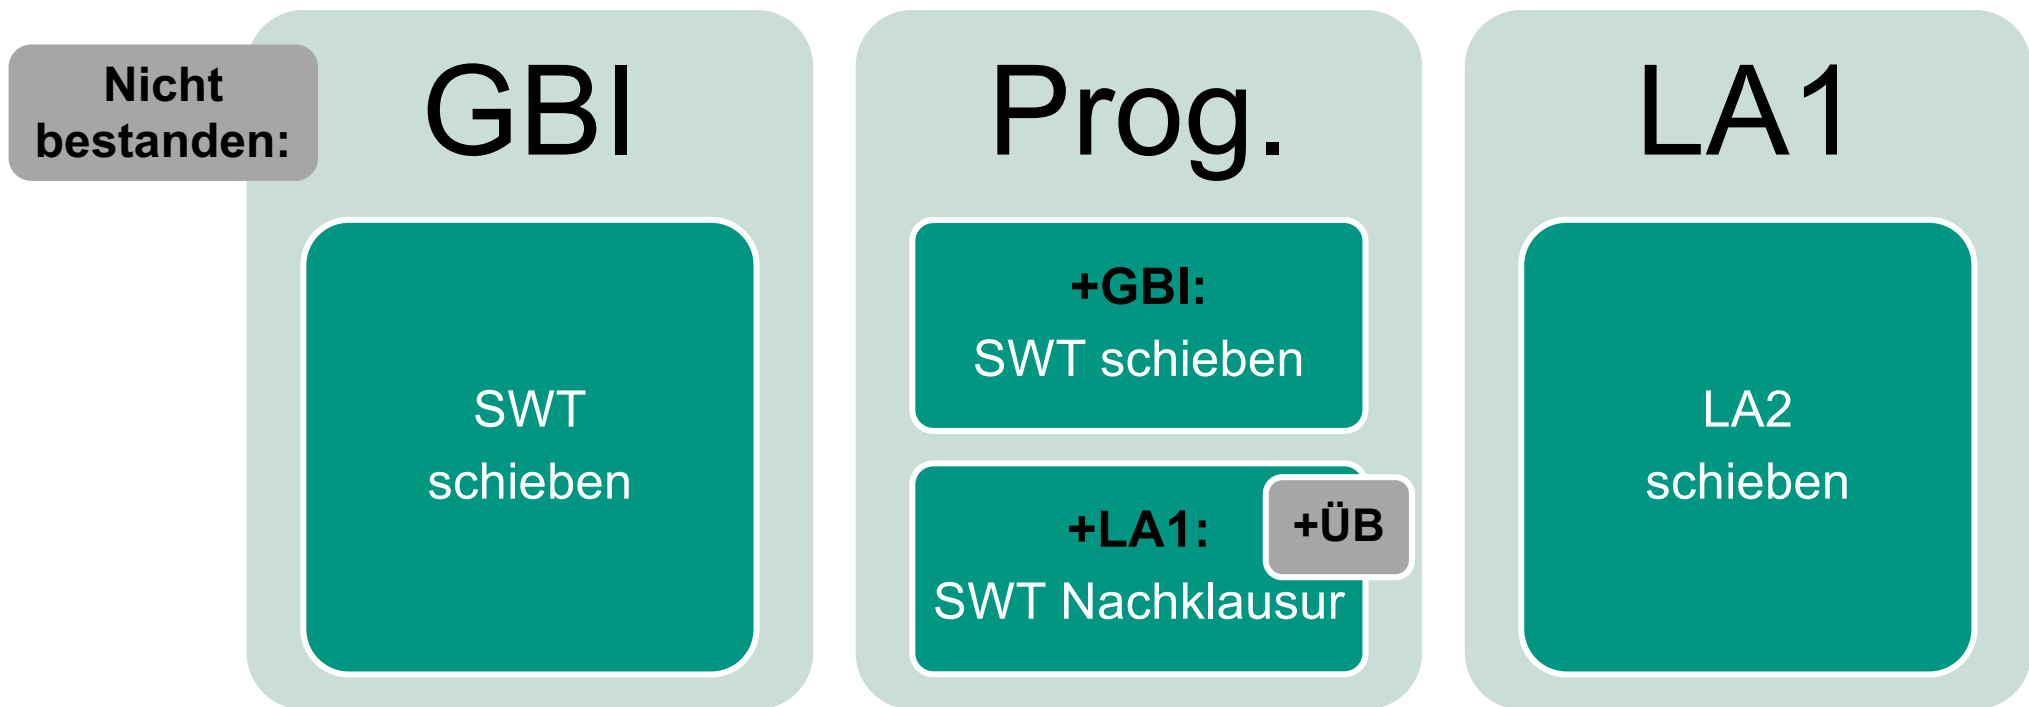 Nicht
bestanden:
GBI
SWT
schieben
Prog.
+GBI:
SWT schieben
+LA1:
+ÜB
SWT Nachklausur
LA1
LA2
schieben